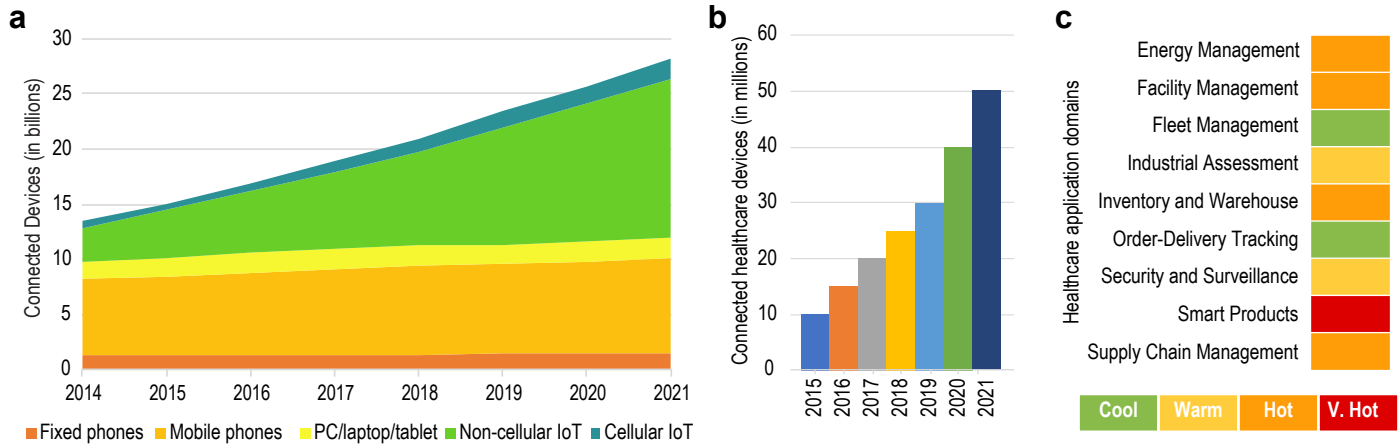 a
Connected Devices (in billions)
30
25
20
15
10
5
0
2014 2015 2016 2017 2018 2019 2020 2021
Fixed phones Mobile phones PC/laptop/tablet Non-cellular IoT Cellular IoT
b
Connected healthcare devices (in millions)
60
50
40
30
20
10
0
2015 2016 2017 2018 2019 2020 2021
c
Healthcare application domains
Energy Management
Facility Management
Fleet Management
Industrial Assessment
Inventory and Warehouse
Order-Delivery Tracking
Security and Surveillance
Smart Products
Supply Chain Management
Cool Warm Hot V. Hot